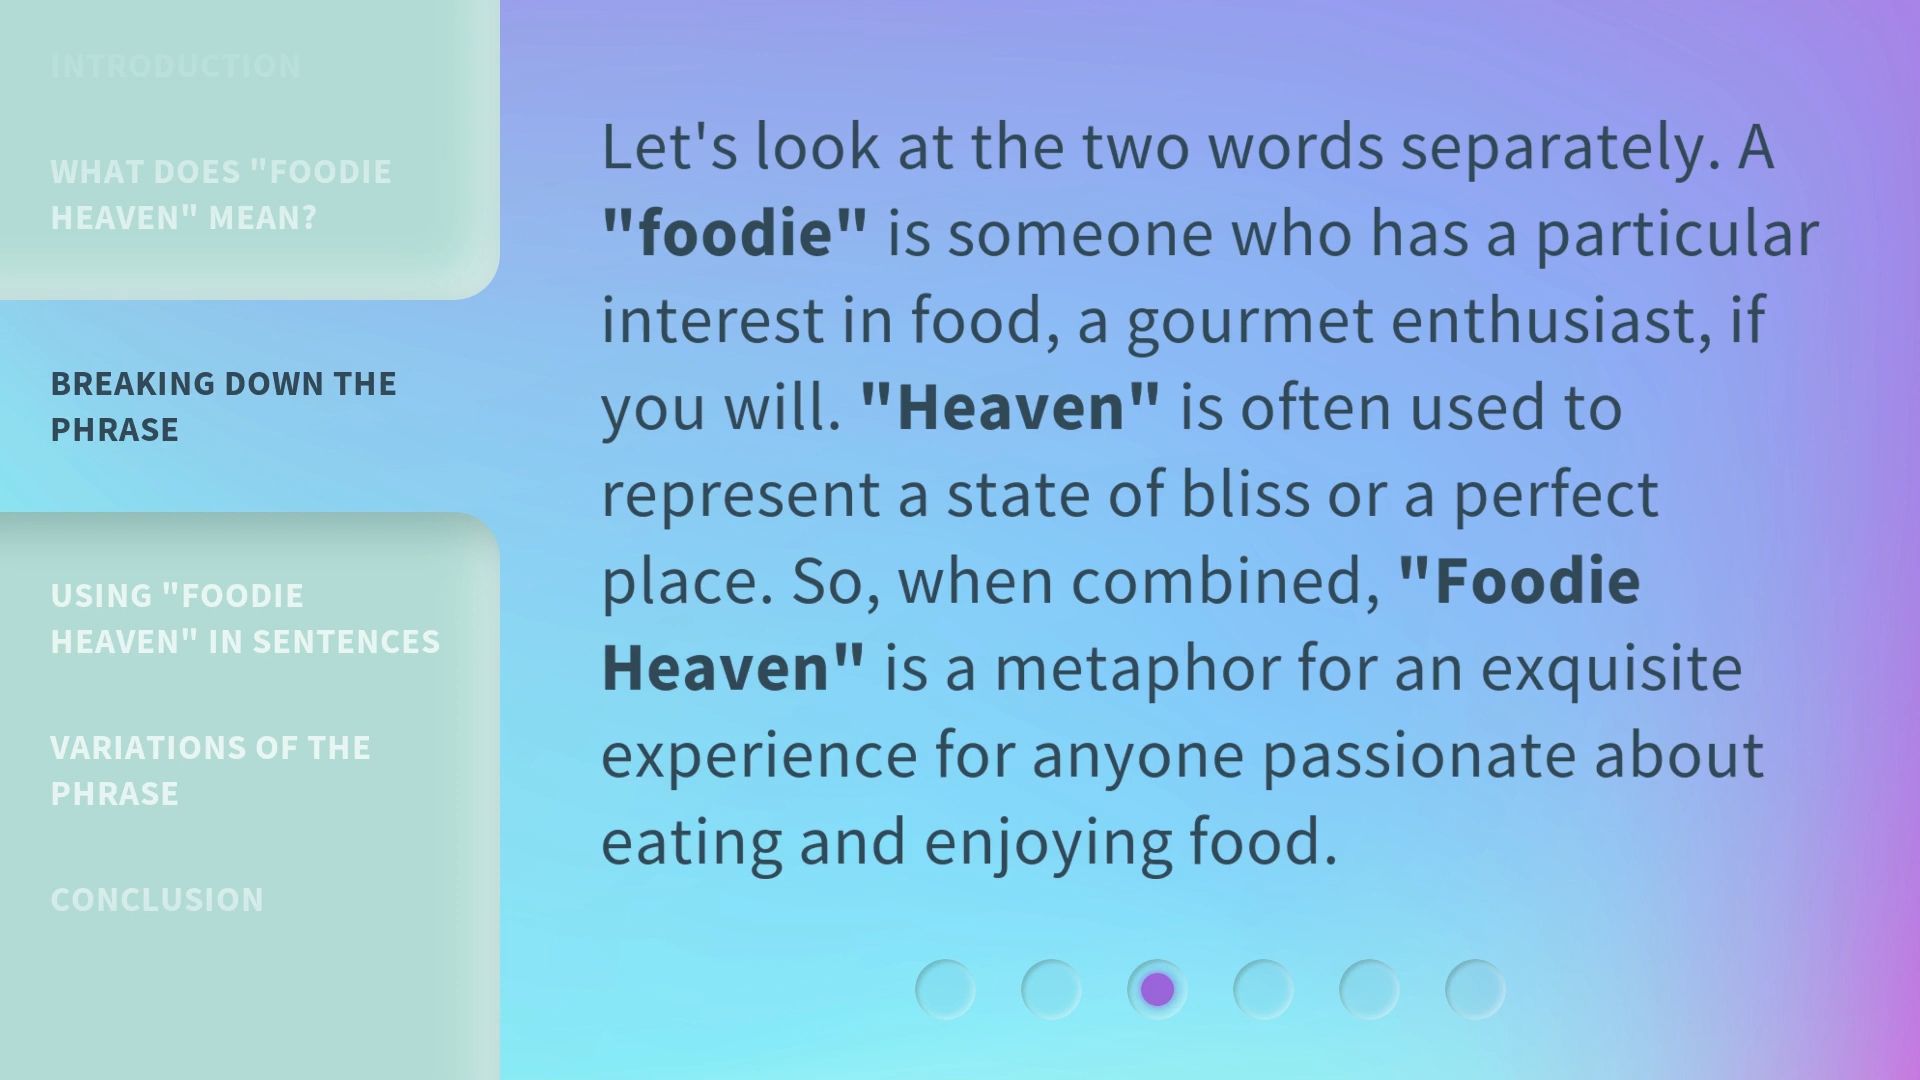 INTRODUCTION
WHAT DOES "FOODIE
HEAVEN" MEAN?
BREAKING DOWN THE
PHRASE
USING "FOODIE
HEAVEN" IN SENTENCES
VARIATIONS OF THE
PHRASE
CONCLUSION
Let's look at the two words separately. A
"foodie" is someone who has a particular
interest in food, a gourmet enthusiast, if
you will. "Heaven" is often used to
represent a state of bliss or a perfect
place. So, when combined, "Foodie
Heaven" is a metaphor for an exquisite
experience for anyone passionate about
eating and enjoying food.